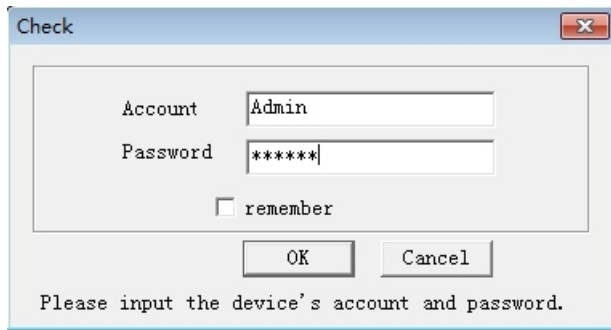 Check
Account Admin
Password ******
remember
OK Cancel
Please input the device's account and password.